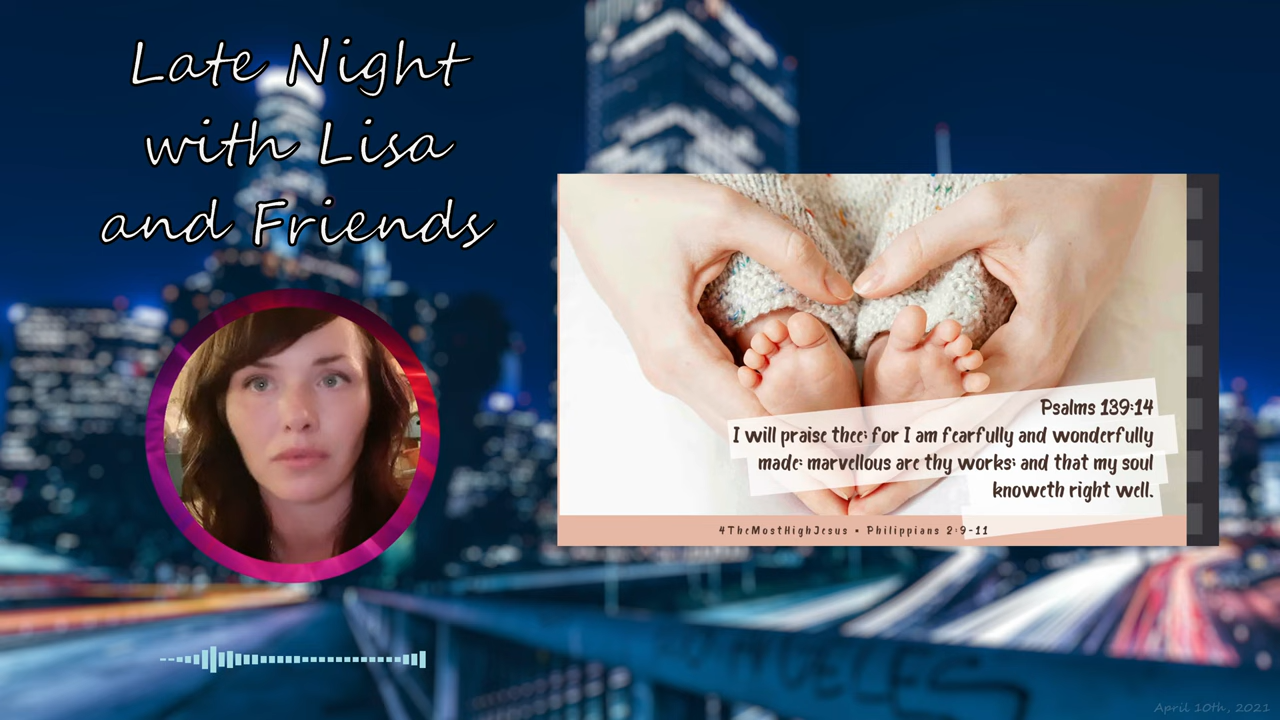 Late Night
with Lisa
and Friends
Psalms 139:14
I will praise thee; for I am fearfully and wonderfully
made: marvellous are thy works; and that my soul
knoweth right well.
4TheMostHighJesus • Philippians 2:9-11
April 10th, 2021